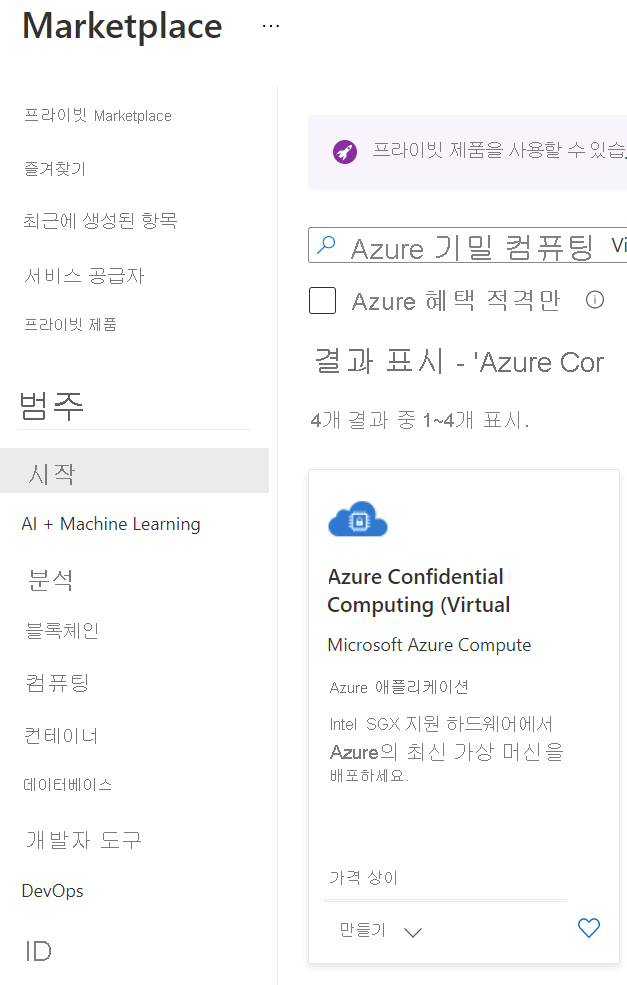 Marketplace ...
프라이빗 Marketplace
즐겨찾기
최근에 생성된 항목
서비스 공급자
프라이빗 제품
범주
시작
AI + Machine Learning
분석
블록체인
컴퓨팅
컨테이너
데이터베이스
개발자 도구
DevOps
ID
프라이빗 제품을 사용할 수 있습
Azure 기밀 컴퓨팅 Vi
Azure 혜택 적격만
결과 표시 - 'Azure Cor
4개 결과 중 1~4개 표시.
Azure Confidential
Computing (Virtual
Microsoft Azure Compute
Azure 애플리케이션
Intel SGX 지원 하드웨어에서
Azure의 최신 가상 머신을
배포하세요.
가격 상이
만들기